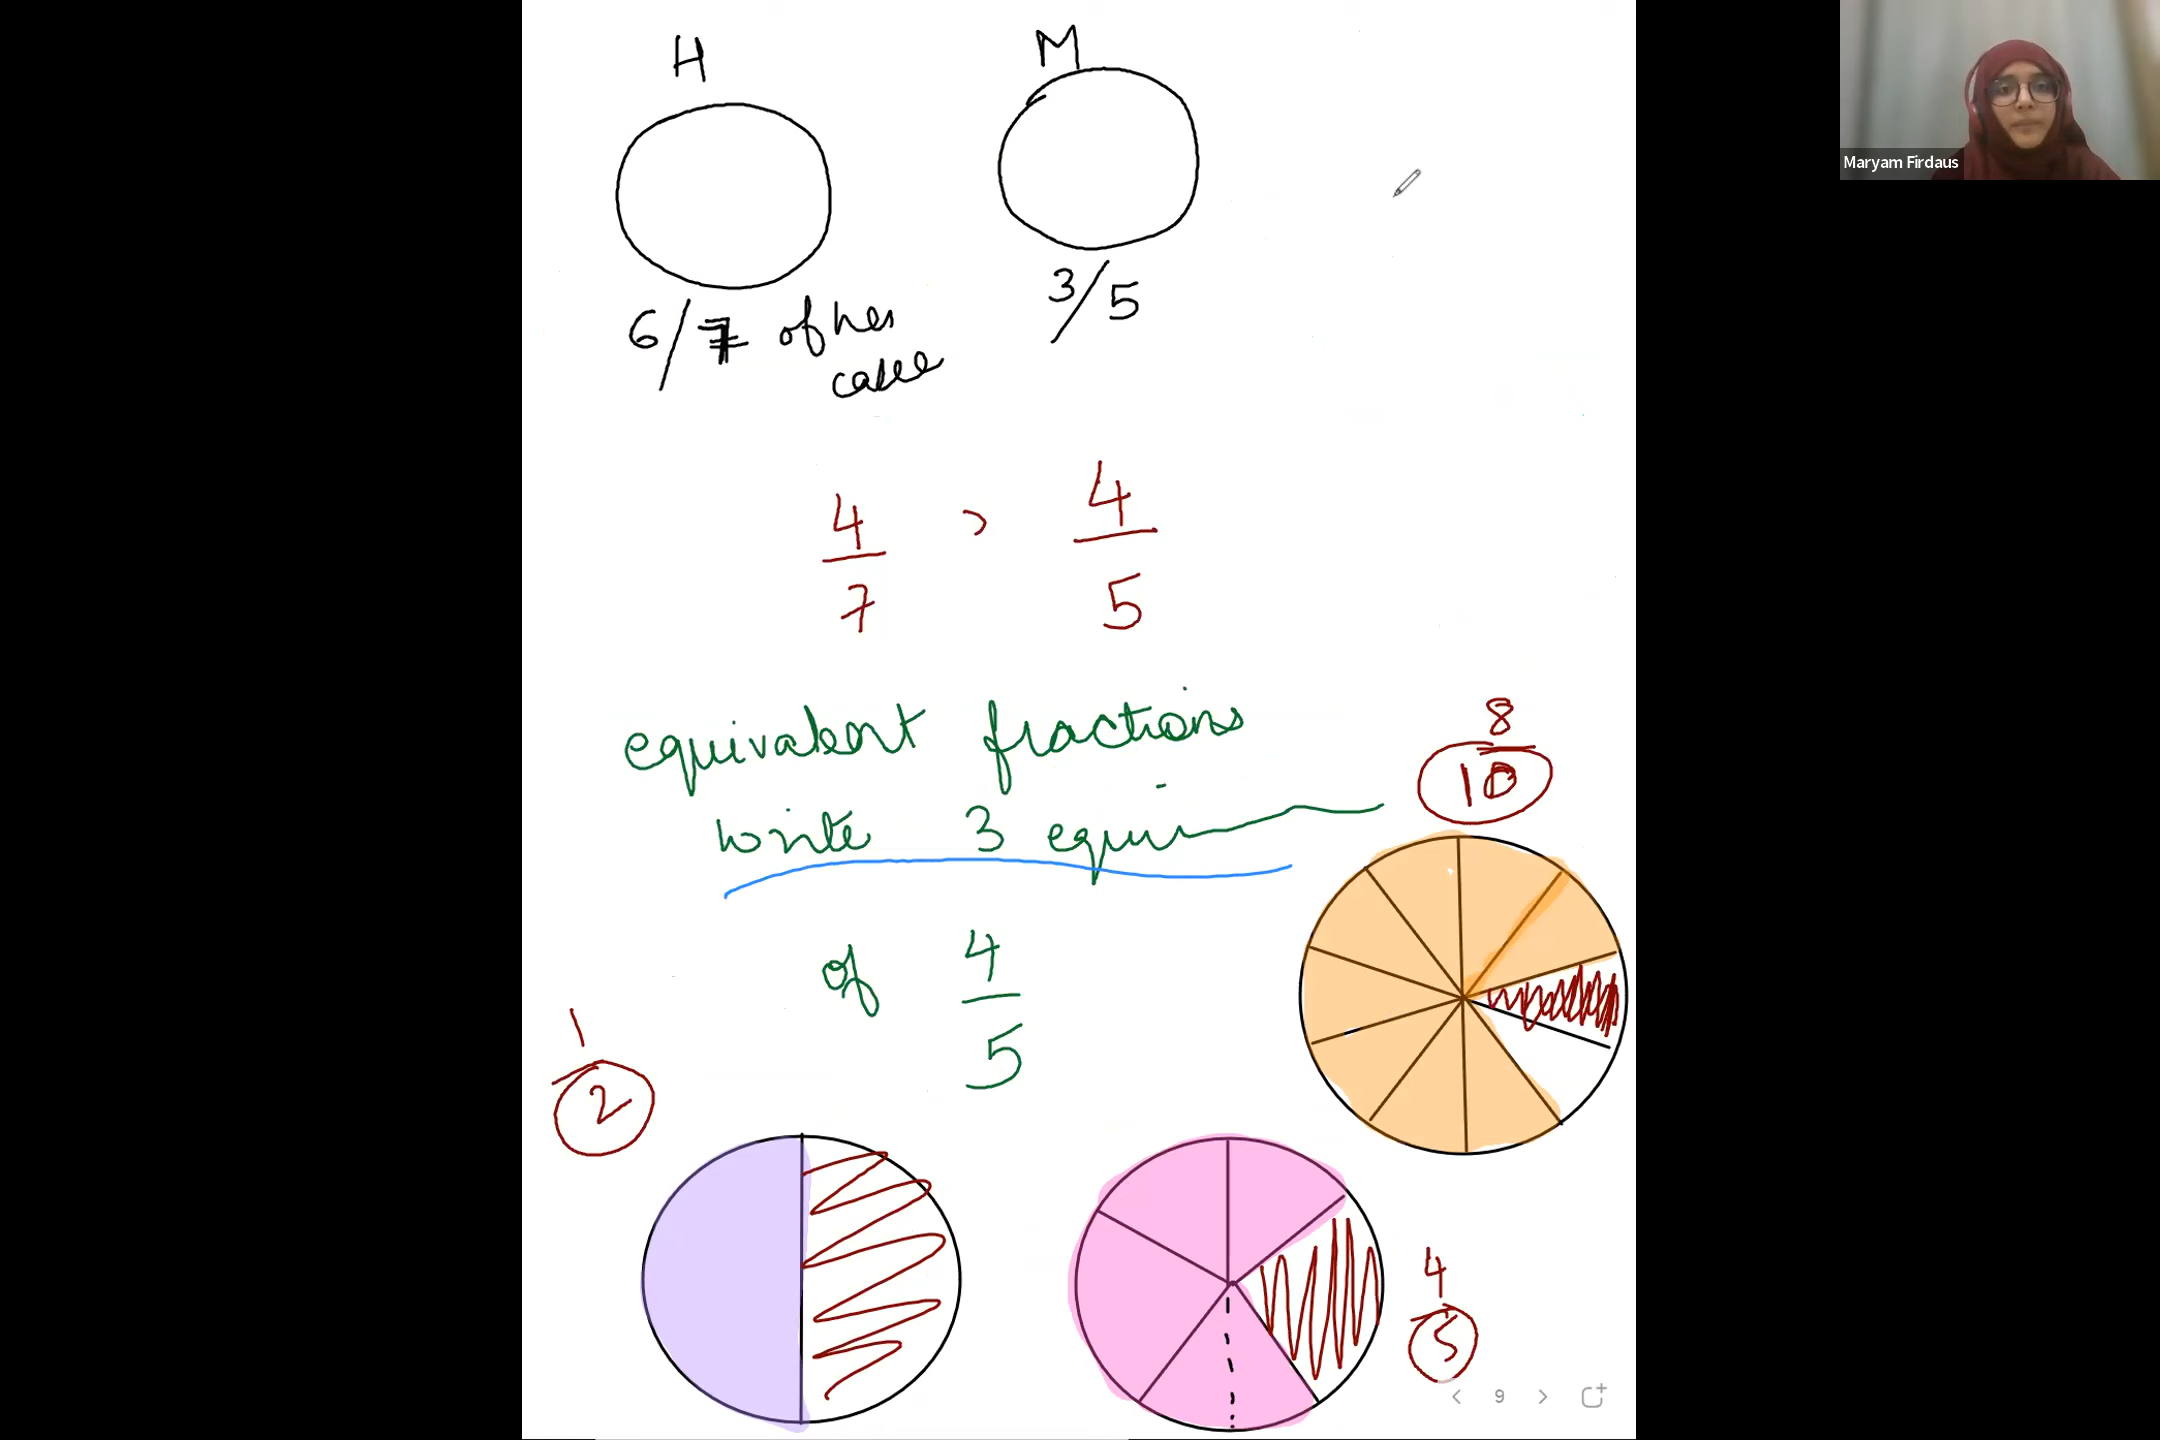 H M
Maryam Firdaus
6/7 of her 3/5
cake
4/7 > 4/5
equivalent fractions
8/10
write 3 equi
of 4/5
1/2
4/5
9